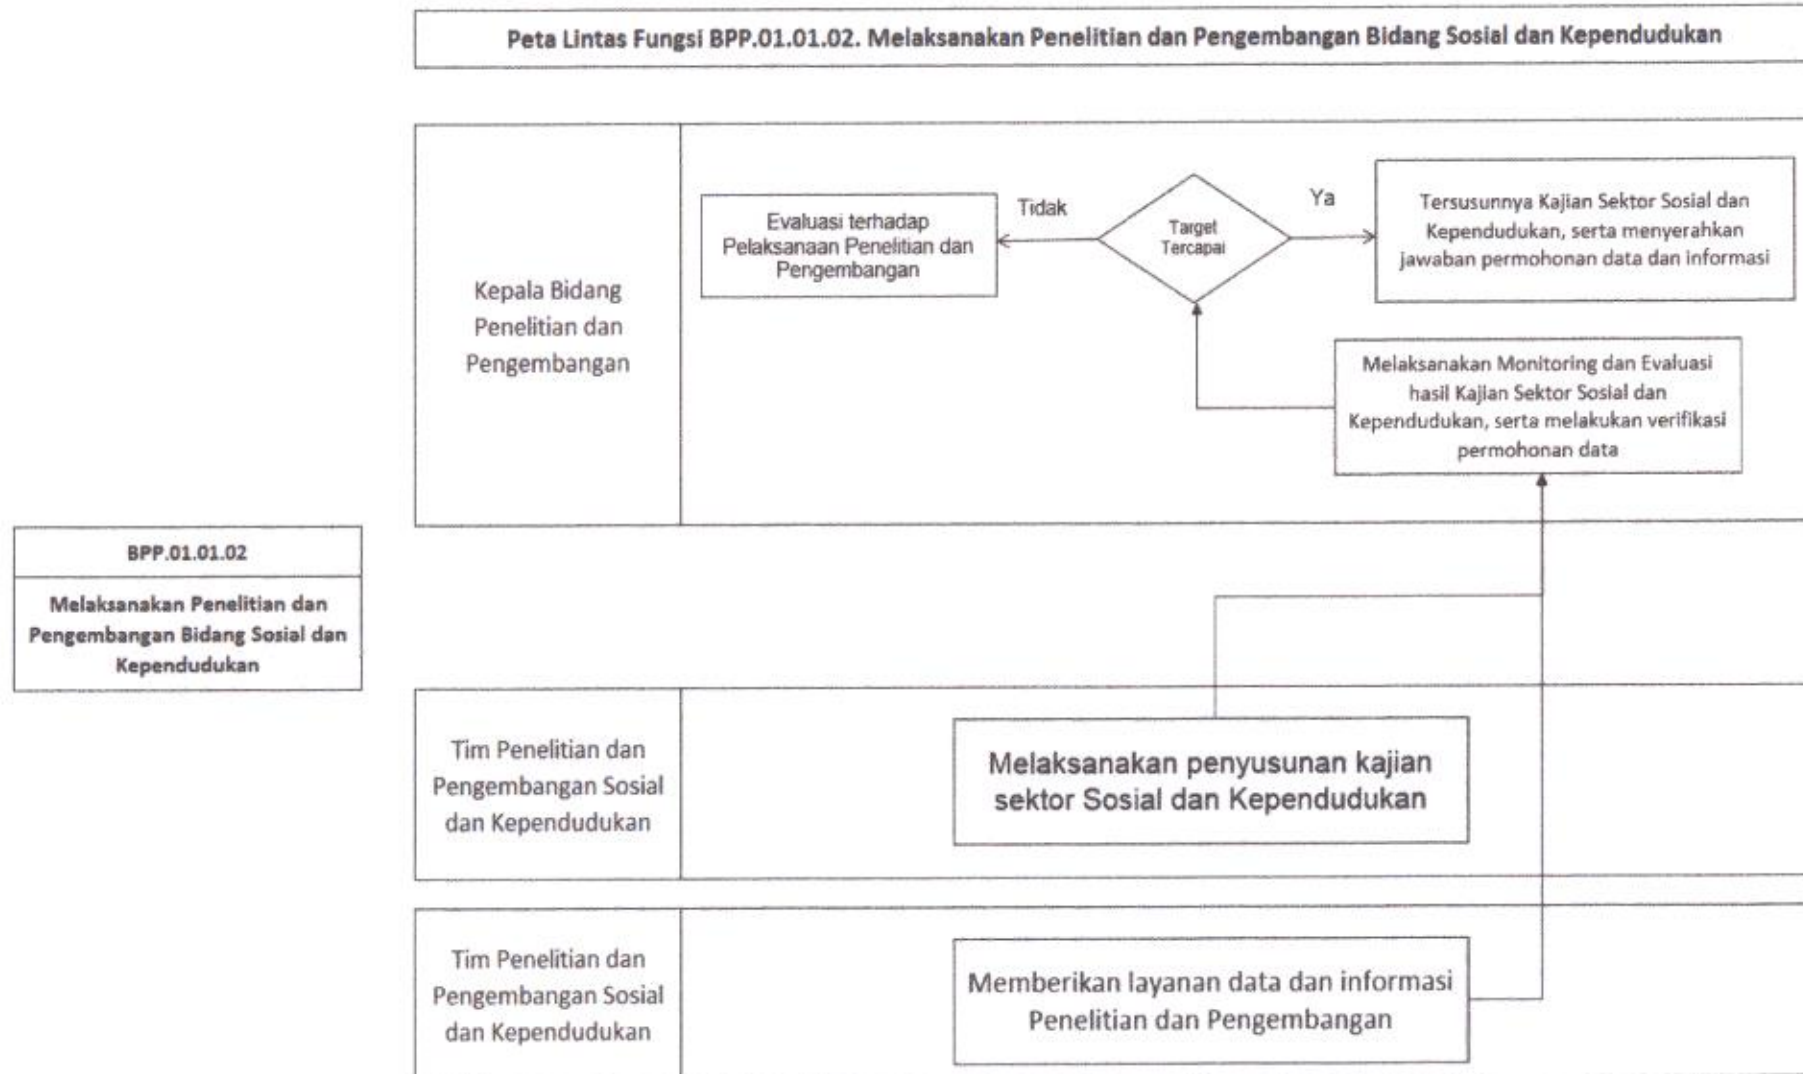 Peta Lintas Fungsi BPP.01.01.02. Melaksanakan Penelitian dan Pengembangan Bidang Sosial dan Kependudukan
BPP.01.01.02
Melaksanakan Penelitian dan
Pengembangan Bidang Sosial dan
Kependudukan
Kepala Bidang
Penelitian dan
Pengembangan
Evaluasi terhadap
Pelaksanaan Penelitian dan
Pengembangan
Tidak
Target
Tercapai
Ya
Tersusunnya Kajian Sektor Sosial dan
Kependudukan, serta menyerahkan
jawaban permohonan data dan informasi
Melaksanakan Monitoring dan Evaluasi
hasil Kajian Sektor Sosial dan
Kependudukan, serta melakukan verifikasi
permohonan data
Tim Penelitian dan
Pengembangan Sosial
dan Kependudukan
Melaksanakan penyusunan kajian
sektor Sosial dan Kependudukan
Tim Penelitian dan
Pengembangan Sosial
dan Kependudukan
Memberikan layanan data dan informasi
Penelitian dan Pengembangan